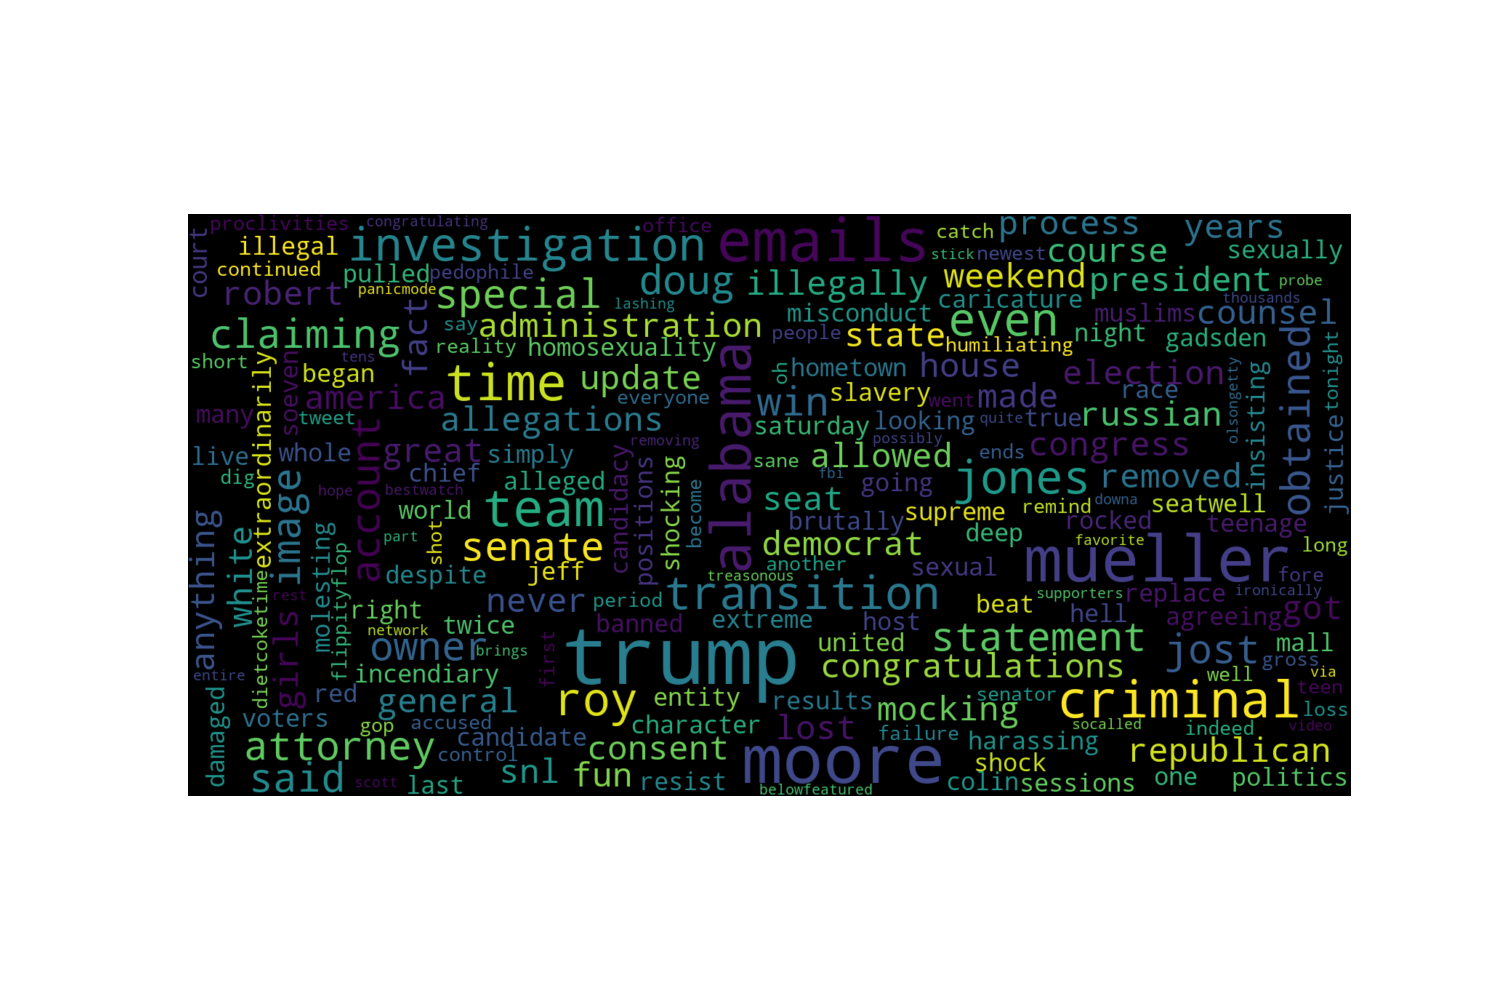 proclivities
congratulating
office
emails
catch
process
years
court
illegal
investigation
stick
newest
course
sexually
continued
pulled
pedophile
doug
illegally
weekend
president
probe
robert
panicmode
special
lashing
caricature
thousands
fact
misconduct
muslims
counsel
claiming
say
administration
people
state
even
night
gadsden
humiliating
short
tens
reality
homosexuality
alabama
oh
hometown
house
election
obtained
tonight
extraordinarily
soeven
began
time
update
america
everyone
win
slavery
went
made
race
olsongetty
many
tweet
account
allegations
saturday
looking
quite
true
russian
insisting
justice
live
whole
great
simply
removing
possibly
ends
congress
dig
image
chief
candidacy
positions
shocking
sane
allowed
fbi
jones
removed
hope
bestwatch
alleged
become
seat
going
downa
seatwell
anything
white
world
team
brutally
supreme
remind
rocked
teenage
molesting
flippityflop
part
shot
senate
democrat
deep
favorite
long
despite
jeff
treasonous
another
sexual
mueller
fore
dietcoketime
girls
rest
right
never
period
transition
beat
supporters
replace
ironically
network
twice
banned
extreme
host
hell
agreeing
got
entire
owner
brings
first
trump
united
statement
jost
mall
incendiary
congratulations
well
gross
via
damaged
red
general
roy
entity
results
senator
criminal
teen
voters
gop
accused
character
lost
mocking
socalled
loss
attorney
control
candidate
consent
moore
failure
harassing
indeed
video
republican
said
scott
last
snl
fun
resist
shock
colin
sessions
one
politics
belowfeatured